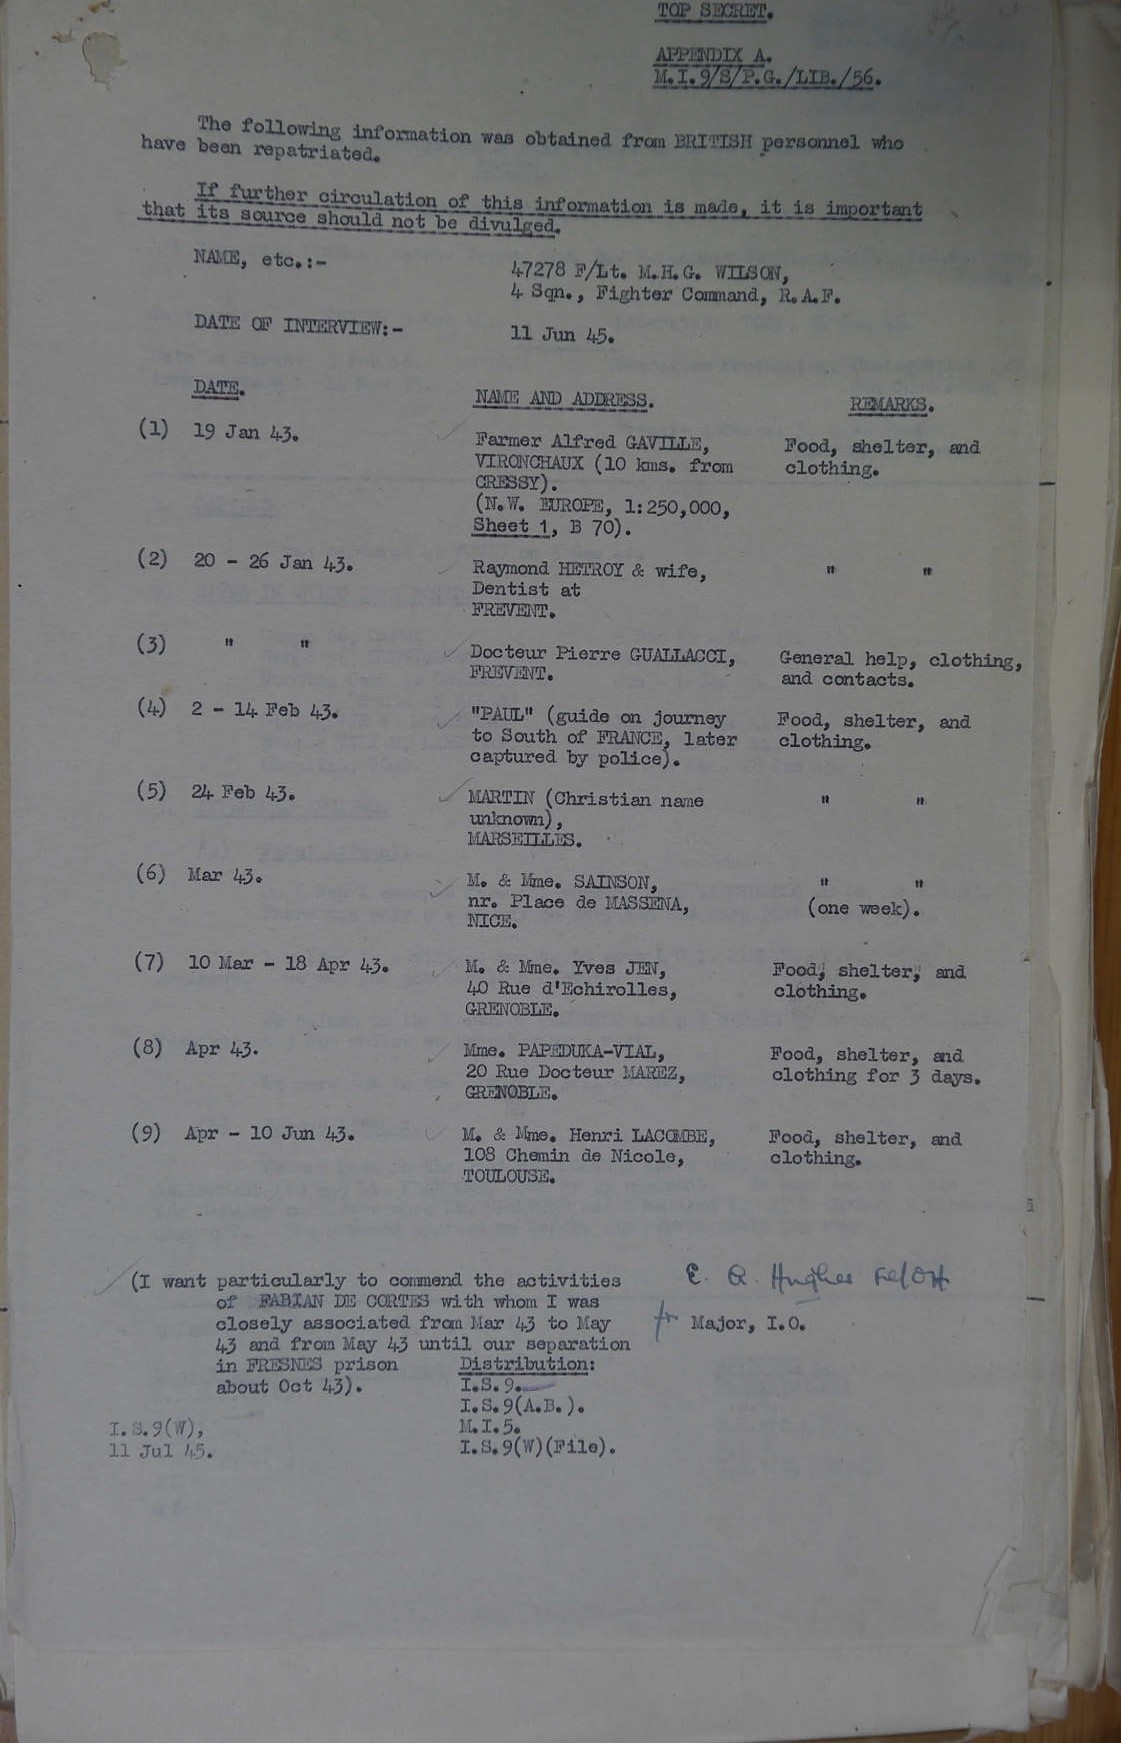 TOP SECRET.
APPENDIX A.
M.I.9/S/P.G./LIB./56.
The following information was obtained from BRITISH personnel who
have been repatriated.
If further circulation of this information is made, it is important
that its source should not be divulged.
NAME, etc.:- 47278 F/Lt. M.H.G. WILSON,
4 Sqn., Fighter Command, R.A.F.
DATE OF INTERVIEW:- 11 Jun 45.
DATE. NAME AND ADDRESS. REMARKS.
(1) 19 Jan 43. Farmer Alfred GAVILLE, Food, shelter, and
VIRONCHAUX (10 kms. from clothing.
CRESSY).
(N.W. EUROPE, 1:250,000,
Sheet 1, B 70).
(2) 20 - 26 Jan 43. Raymond HETROY & wife, " "
Dentist at
FREVENT.
(3) " " Docteur Pierre GUALLACCI, General help, clothing,
FREVENT. and contacts.
(4) 2 - 14 Feb 43. "PAUL" (guide on journey Food, shelter, and
to South of FRANCE, later clothing.
captured by police).
(5) 24 Feb 43. MARTIN (Christian name " "
unknown),
MARSEILLES.
(6) Mar 43. M. & Mme. SAINSON, " "
nr. Place de MASSENA, (one week).
NICE.
(7) 10 Mar - 18 Apr 43. M. & Mme. Yves JEN, Food, shelter, and
40 Rue d'Echirolles, clothing.
GRENOBLE.
(8) Apr 43. Mme. PAPEDUKA-VIAL, Food, shelter, and
20 Rue Docteur MAREZ, clothing for 3 days.
GRENOBLE.
(9) Apr - 10 Jun 43. M. & Mme. Henri LACOMBE, Food, shelter, and
108 Chemin de Nicole, clothing.
TOULOUSE.
(I want particularly to commend the activities
of FABIAN DE CORTES with whom I was
closely associated from Mar 43 to May
43 and from May 43 until our separation
in FRESNES prison
about Oct 43).
E. R. Hughes F/Lt
for Major, I.O.
Distribution:
I.S.9.
I.S.9(A.B.).
M.I.5.
I.S.9(W)(File).
I.S.9(W),
11 Jul 45.